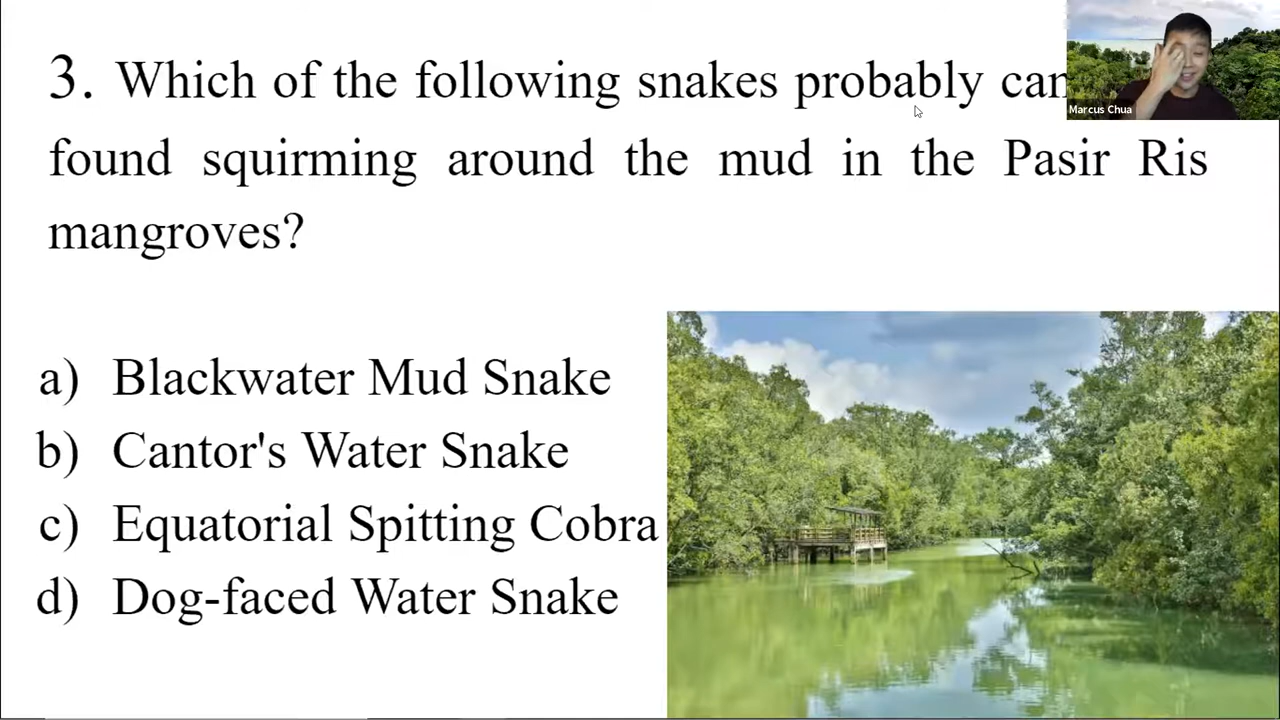 3. Which of the following snakes probably can
Marcus Chua
found squirming around the mud in the Pasir Ris
mangroves?
a) Blackwater Mud Snake
b) Cantor's Water Snake
c) Equatorial Spitting Cobra
d) Dog-faced Water Snake